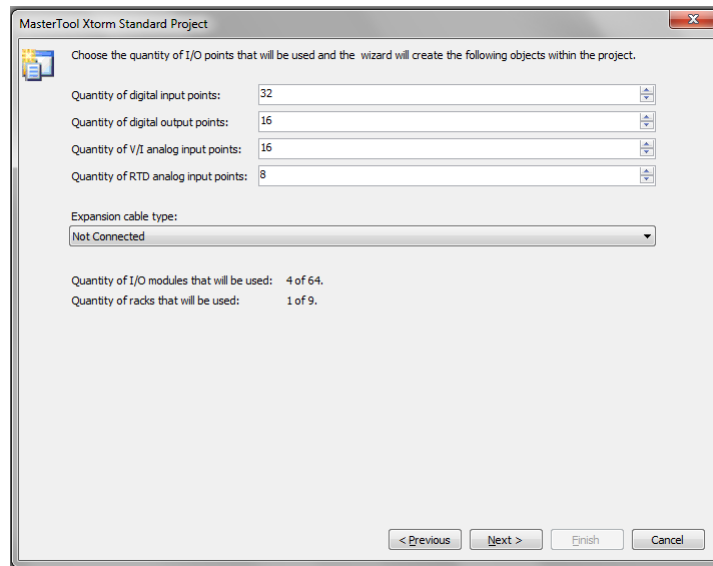 MasterTool Xtorm Standard Project
Choose the quantity of I/O points that will be used and the wizard will create the following objects within the project.
Quantity of digital input points: 32
Quantity of digital output points: 16
Quantity of V/I analog input points: 16
Quantity of RTD analog input points: 8
Expansion cable type:
Not Connected
Quantity of I/O modules that will be used: 4 of 64.
Quantity of racks that will be used: 1 of 9.
< Previous Next > Finish Cancel